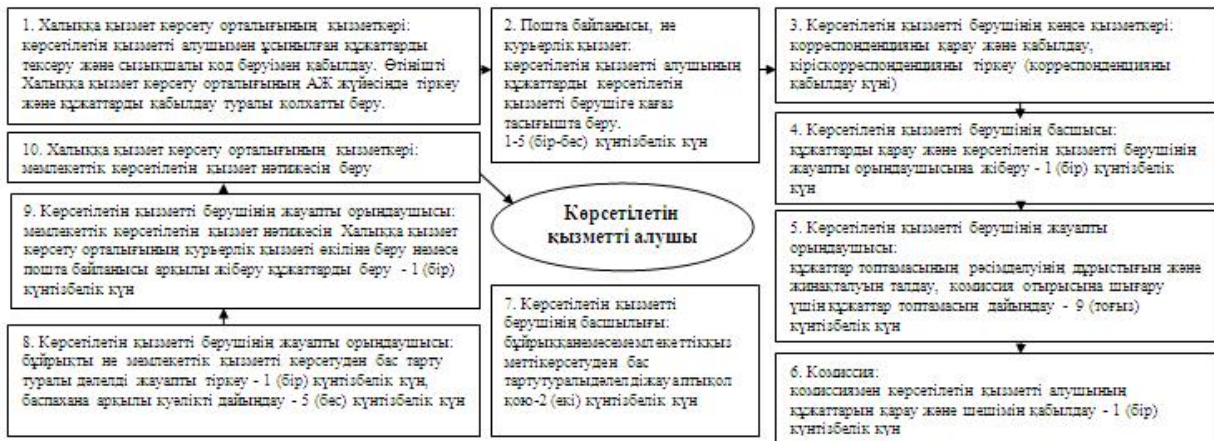 1. Халыққа қызмет көрсету орталығының қызметкері:
көрсетілетін қызметті алушымен ұсынылған құжаттарды
тексеру және сызықшалы код беруімен қабылдау. Өтінішті
Халыққа қызмет көрсету орталығының АЖ жүйесінде тіркеу
және құжаттарды қабылдау туралы қолхатты беру.
2. Пошта байланысы, не
курьерлік қызмет:
көрсетілетін қызметті алушының
құжаттарды көрсетілетін
қызметті берушіге қағаз
тасығышта беру.
1-5 (бір-бес) күнтізбелік күн
3. Көрсетілетін қызметті берушінің кеңсе қызметкері:
корреспонденцияны қарау және қабылдау,
кіріскорреспонденцияны тіркеу (корреспонденцияны
қабылдау күні)
4. Көрсетілетін қызметті берушінің басшысы:
құжаттарды қарау және көрсетілетін қызметті берушінің
жауапты орындаушысына жіберу - 1 (бір) күнтізбелік
күн
5. Көрсетілетін қызметті берушінің жауапты
орындаушысы:
құжаттар топтамасының рәсімделуінің дұрыстығын және
жинақталуын талдау, комиссия отырысына шығару
үшін құжаттар топтамасын дайындау - 9 (тоғыз)
күнтізбелік күн
6. Комиссия:
комиссиямен көрсетілетін қызметті алушының
құжаттарын қарау және шешімін қабылдау - 1 (бір)
күнтізбелік күн
7. Көрсетілетін қызметті
берушінің басшылығы:
бұйрыққанемесемемлекеттікқыз
меттікөрсетуден бас
тартутуралыдәлелдіжауаптықол
қою-2 (екі) күнтізбелік күн
8. Көрсетілетін қызметті берушінің жауапты орындаушысы:
бұйрықты не мемлекеттік қызметті көрсетуден бас тарту
туралы дәлелді жауапты тіркеу - 1 (бір) күнтізбелік күн,
баспахана арқылы куәлікті дайындау - 5 (бес) күнтізбелік күн
9. Көрсетілетін қызметті берушінің жауапты орындаушысы:
мемлекеттік көрсетілетін қызмет нәтижесін Халыққа қызмет
көрсету орталығының курьерлік қызметі өкіліне беру немесе
пошта байланысы арқылы жіберу құжаттарды беру - 1 (бір)
күнтізбелік күн
10. Халыққа қызмет көрсету орталығының қызметкері:
мемлекеттік көрсетілетін қызмет нәтижесін беру
Көрсетілетін
қызметті алушы